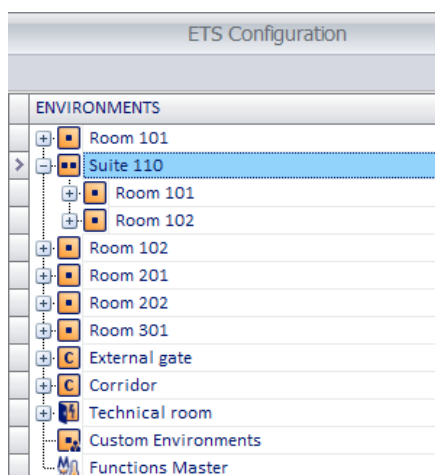 ETS Configuration
ENVIRONMENTS
Room 101
Suite 110
Room 101
Room 102
Room 102
Room 201
Room 202
Room 301
C External gate
C Corridor
Technical room
Custom Environments
Functions Master